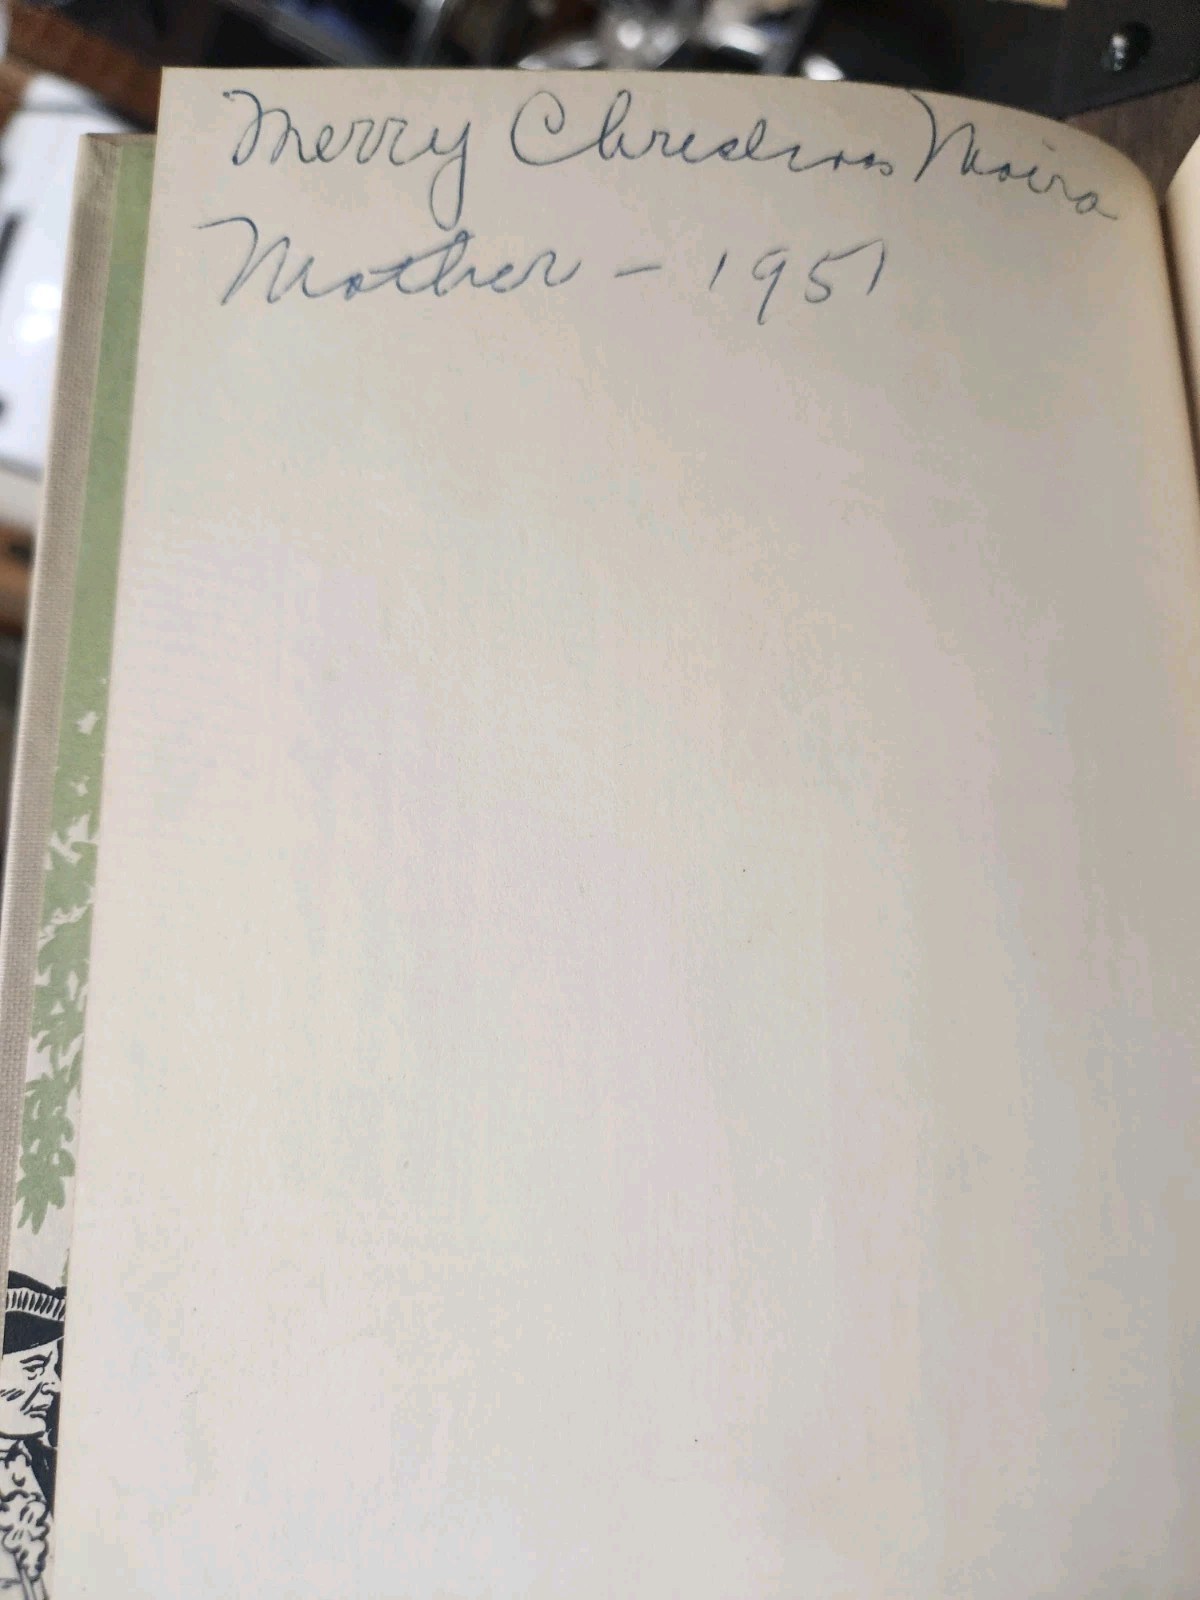 Merry Christmas Moira
Mother – 1951